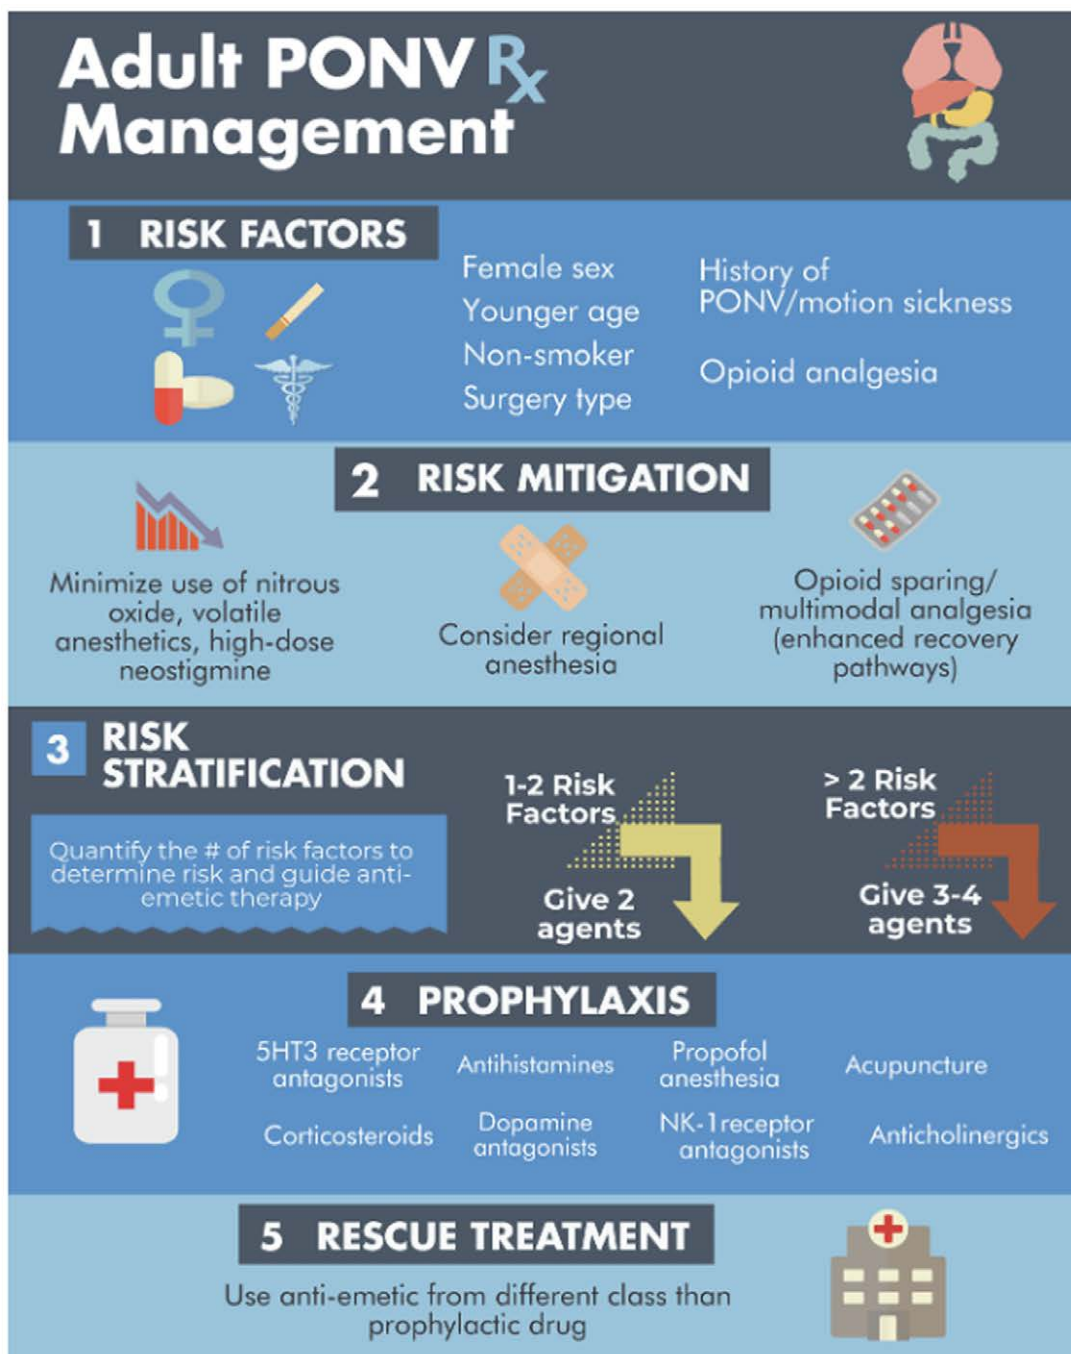 Adult PONV Rx
Management
1 RISK FACTORS
Female sex
Younger age
Non-smoker
Surgery type
History of
PONV/motion sickness
Opioid analgesia
2 RISK MITIGATION
Minimize use of nitrous
oxide, volatile
anesthetics, high-dose
neostigmine
Consider regional
anesthesia
Opioid sparing/
multimodal analgesia
(enhanced recovery
pathways)
3 RISK
STRATIFICATION
Quantify the # of risk factors to
determine risk and guide anti-
emetic therapy
1-2 Risk
Factors
Give 2
agents
> 2 Risk
Factors
Give 3-4
agents
4 PROPHYLAXIS
5HT3 receptor
antagonists
Antihistamines
Propofol
anesthesia
Acupuncture
Corticosteroids
Dopamine
antagonists
NK-1receptor
antagonists
Anticholinergics
5 RESCUE TREATMENT
Use anti-emetic from different class than
prophylactic drug